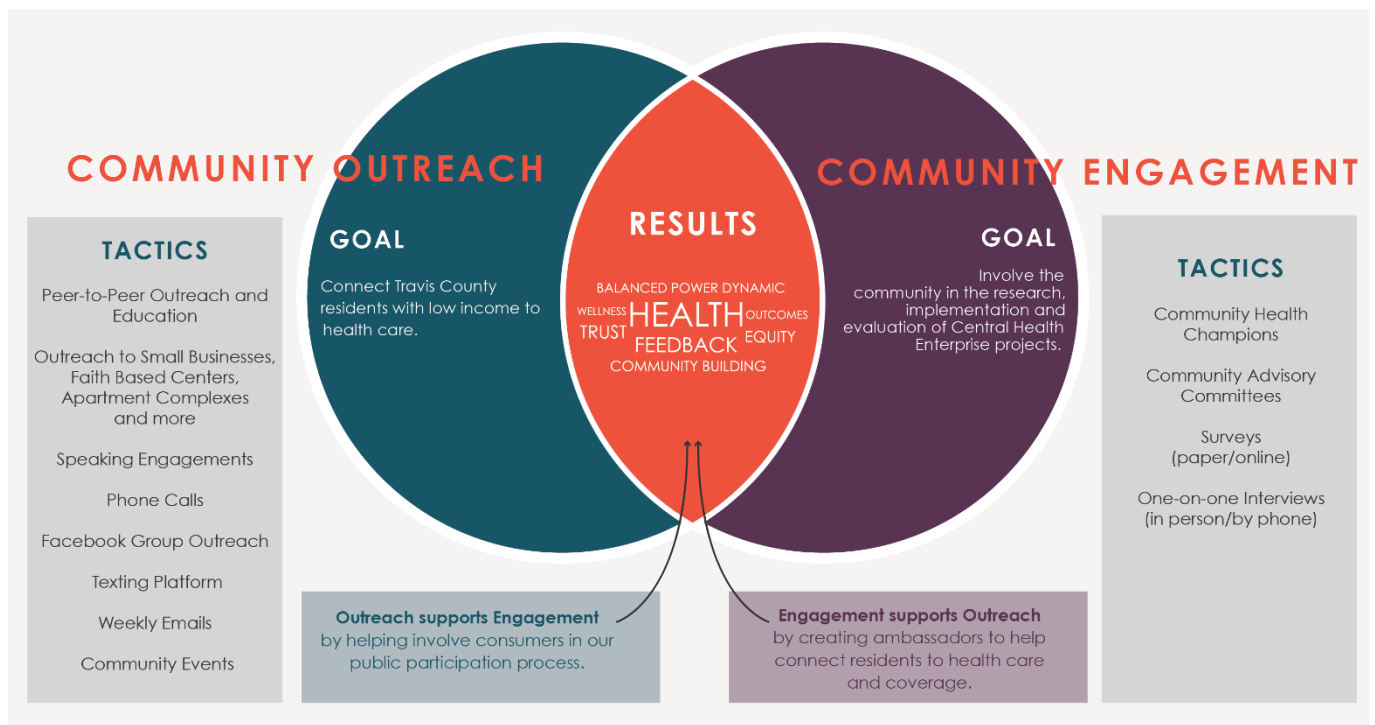 COMMUNITY OUTREACH
TACTICS
Peer-to-Peer Outreach and
Education
Outreach to Small Businesses,
Faith Based Centers,
Apartment Complexes
and more
Speaking Engagements
Phone Calls
Facebook Group Outreach
Texting Platform
Weekly Emails
Community Events
GOAL
Connect Travis County
residents with low income to
health care.
RESULTS
BALANCED POWER DYNAMIC
WELLNESS HEALTH OUTCOMES
TRUST FEEDBACK EQUITY
COMMUNITY BUILDING
COMMUNITY ENGAGEMENT
GOAL
Involve the
community in the research,
implementation and
evaluation of Central Health
Enterprise projects.
TACTICS
Community Health
Champions
Community Advisory
Committees
Surveys
(paper/online)
One-on-one Interviews
(in person/by phone)
Outreach supports Engagement
by helping involve consumers in our
public participation process.
Engagement supports Outreach
by creating ambassadors to help
connect residents to health care
and coverage.